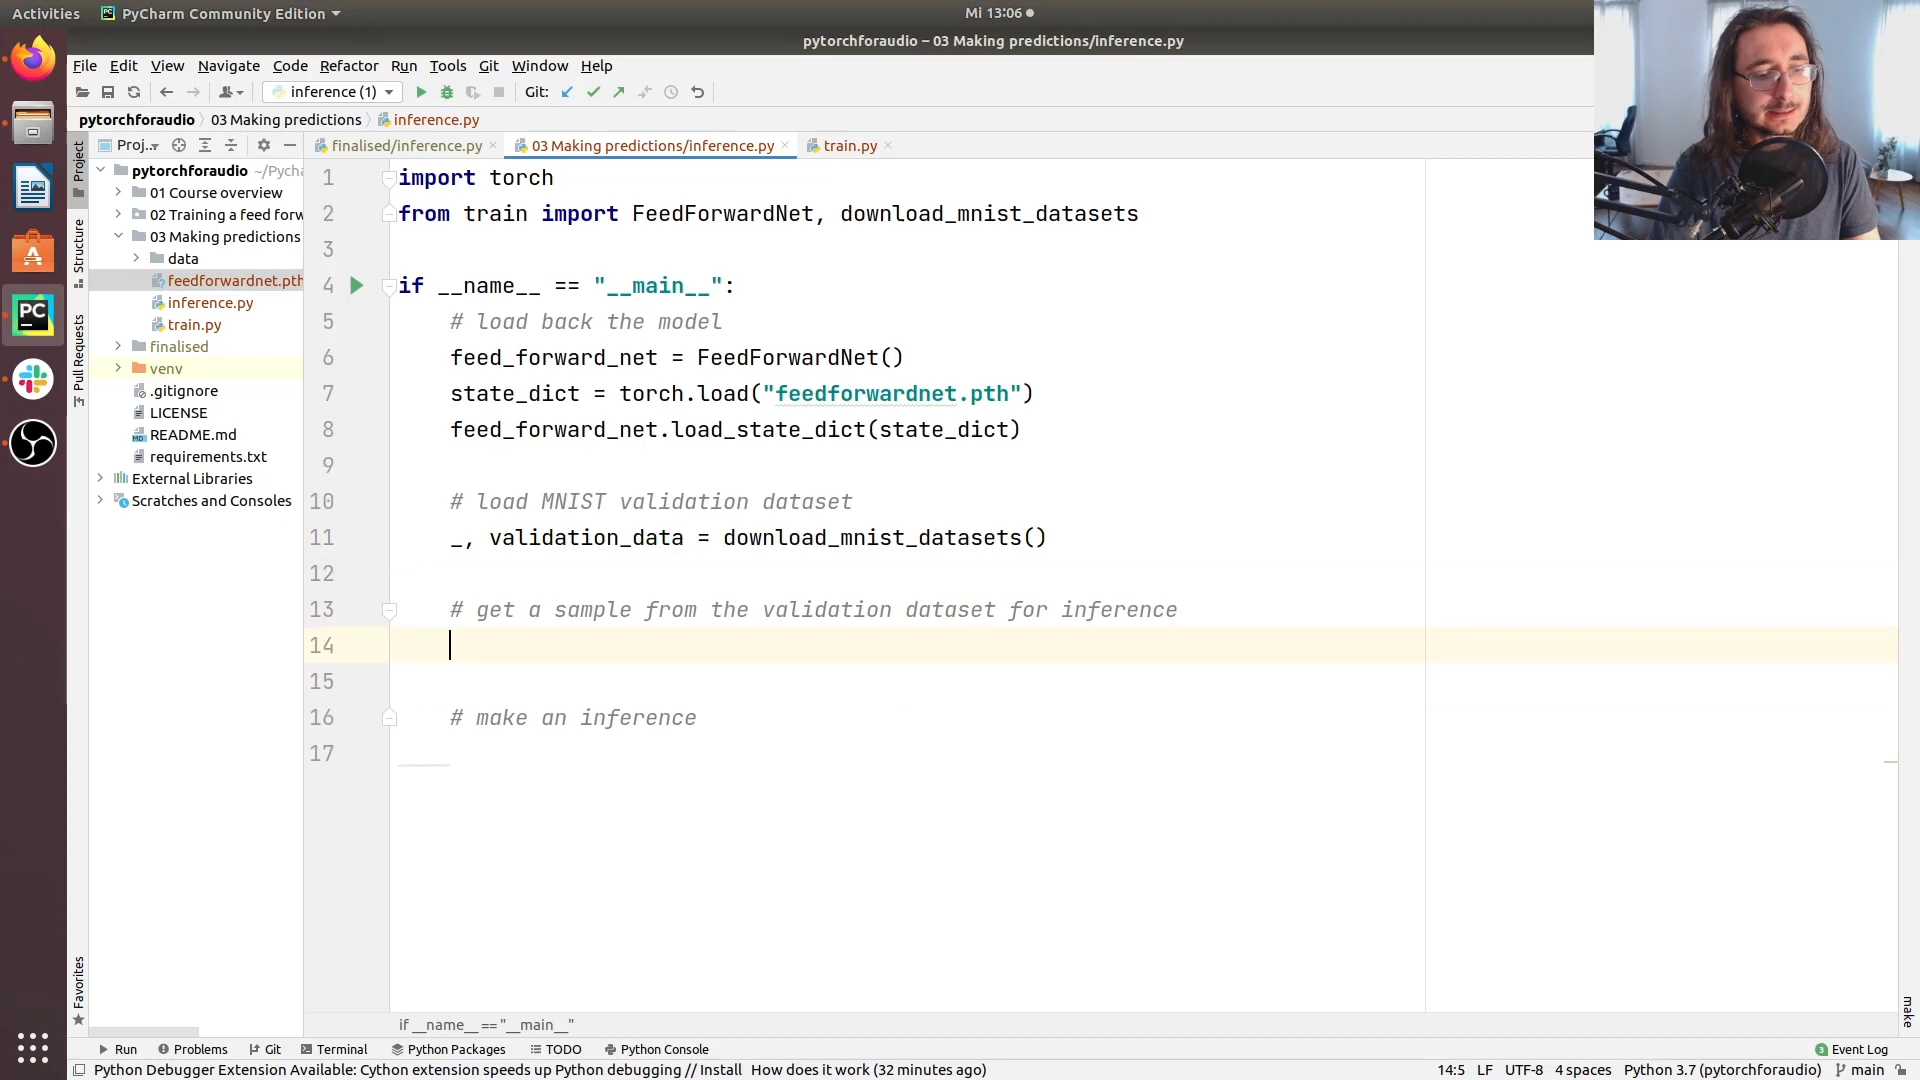 Activities PyCharm Community Edition Mi 13:06
pytorchforaudio – 03 Making predictions/inference.py
File Edit View Navigate Code Refactor Run Tools Git Window Help
inference (1) Git:
pytorchforaudio 03 Making predictions inference.py
Proj... finalised/inference.py 03 Making predictions/inference.py train.py
Project
Structure
Pull Requests
Favorites
pytorchforaudio ~/Pycha
01 Course overview
02 Training a feed forw
03 Making predictions
data
feedforwardnet.pth
inference.py
train.py
finalised
venv
.gitignore
LICENSE
README.md
requirements.txt
External Libraries
Scratches and Consoles
1 import torch
2 from train import FeedForwardNet, download_mnist_datasets
3
4 if __name__ == "__main__":
5 # load back the model
6 feed_forward_net = FeedForwardNet()
7 state_dict = torch.load("feedforwardnet.pth")
8 feed_forward_net.load_state_dict(state_dict)
9
10 # load MNIST validation dataset
11 _, validation_data = download_mnist_datasets()
12
13 # get a sample from the validation dataset for inference
14
15
16 # make an inference
17
make
if __name__ == "__main__"
Run Problems Git Terminal Python Packages TODO Python Console 3 Event Log
Python Debugger Extension Available: Cython extension speeds up Python debugging // Install How does it work (32 minutes ago) 14:5 LF UTF-8 4 spaces Python 3.7 (pytorchforaudio) main